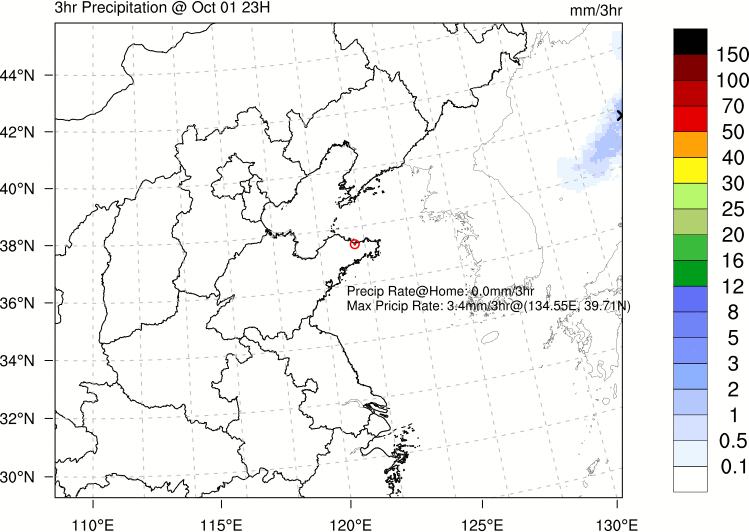 3hr Precipitation @ Oct 01 23H
mm/3hr
44°N
42°N
40°N
38°N
36°N
34°N
32°N
30°N
Precip Rate@Home: 0.0mm/3hr
Max Pricip Rate: 3.4mm/3hr@(134.55E, 39.71N)
110°E 115°E 120°E 125°E 130°E
150
100
70
50
40
30
25
20
16
12
8
5
3
2
1
0.5
0.1